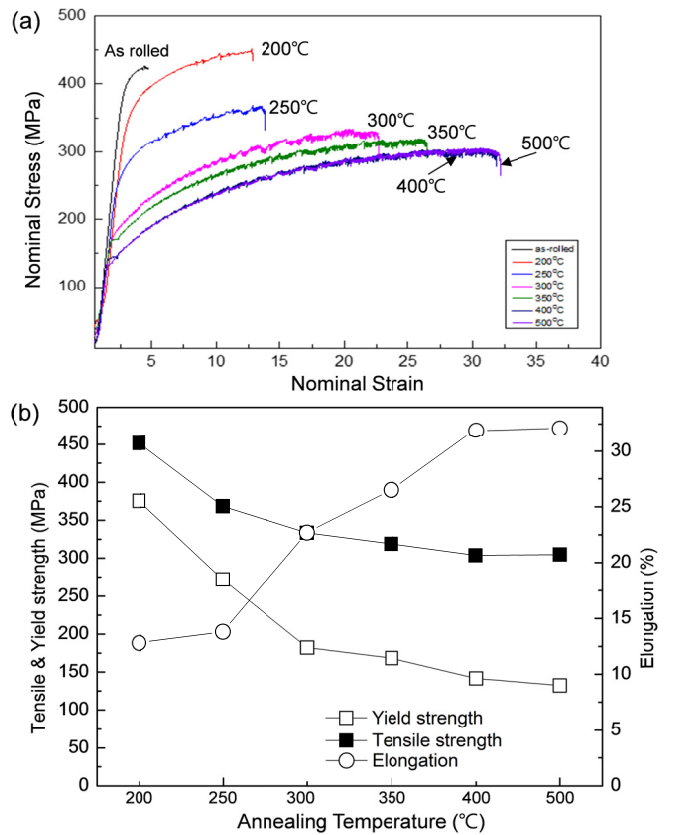 (a)
500
400
300
200
100
Nominal Stress (MPa)
As rolled
200℃
250℃
300℃
350℃
400℃
500℃
as-rolled
200°C
250°C
300°C
350°C
400°C
500°C
5 10 15 20 25 30 35 40
Nominal Strain
(b)
500
450
400
350
300
250
200
150
100
50
0
Tensile & Yield strength (MPa)
30
25
20
15
10
5
0
Elongation (%)
Yield strength
Tensile strength
Elongation
200 250 300 350 400 500
Annealing Temperature (℃)